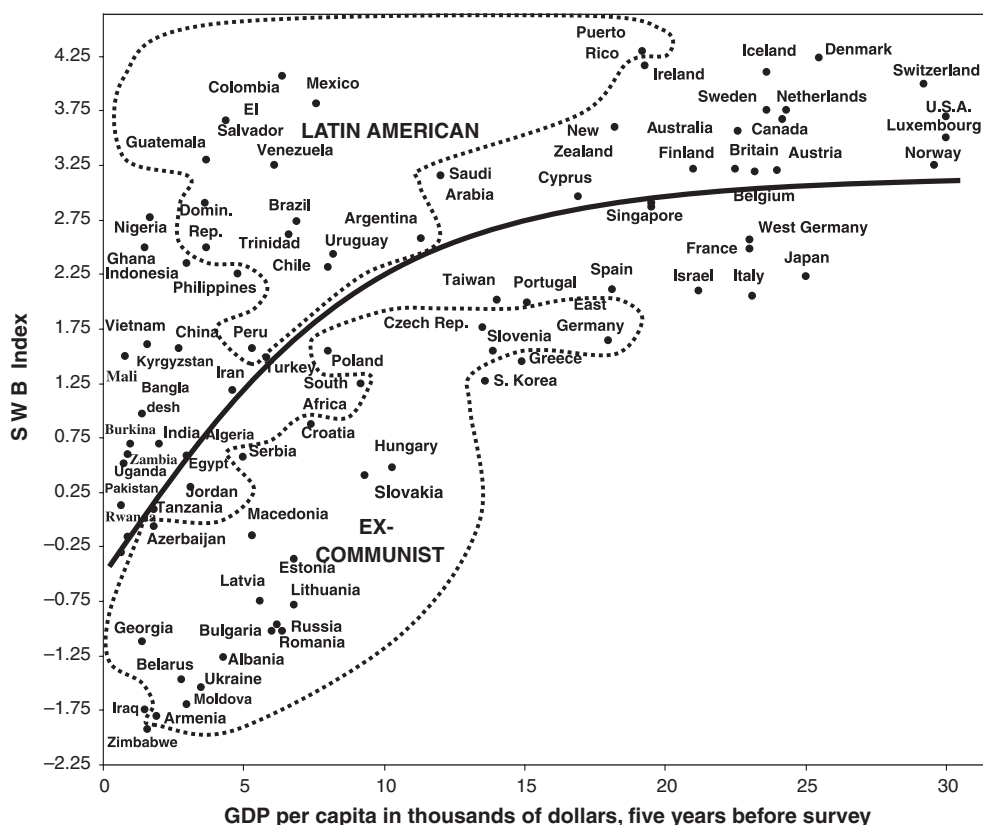 4.25
3.75
3.25
2.75
2.25
1.75
1.25
0.75
0.25
−0.25
−0.75
−1.25
−1.75
−2.25
S W B Index
Puerto
Rico
Ireland
Iceland
Denmark
Switzerland
Colombia
Mexico
El
Salvador
LATIN AMERICAN
Sweden
Netherlands
U.S.A.
Luxembourg
Guatemala
Venezuela
New
Zealand
Australia
Canada
Saudi
Arabia
Finland
Britain
Austria
Norway
Cyprus
Belgium
Domin.
Rep.
Brazil
Argentina
Singapore
Nigeria
Trinidad
Uruguay
West Germany
France
Ghana
Indonesia
Chile
Philippines
Taiwan
Portugal
Spain
Israel
Italy
Japan
Vietnam
China
Peru
Czech Rep.
Slovenia
East
Germany
Kyrgyzstan
Turkey
Poland
Greece
Mali
Iran
South
Africa
S. Korea
Bangla
desh
Burkina
India
Algeria
Croatia
Zambia
Egypt
Serbia
Hungary
Uganda
Slovakia
Pakistan
Jordan
Rwanda
Tanzania
Macedonia
Azerbaijan
EX-
COMMUNIST
Estonia
Latvia
Lithuania
Georgia
Bulgaria
Russia
Romania
Belarus
Albania
Ukraine
Moldova
Iraq
Armenia
Zimbabwe
0 5 10 15 20 25 30
GDP per capita in thousands of dollars, five years before survey